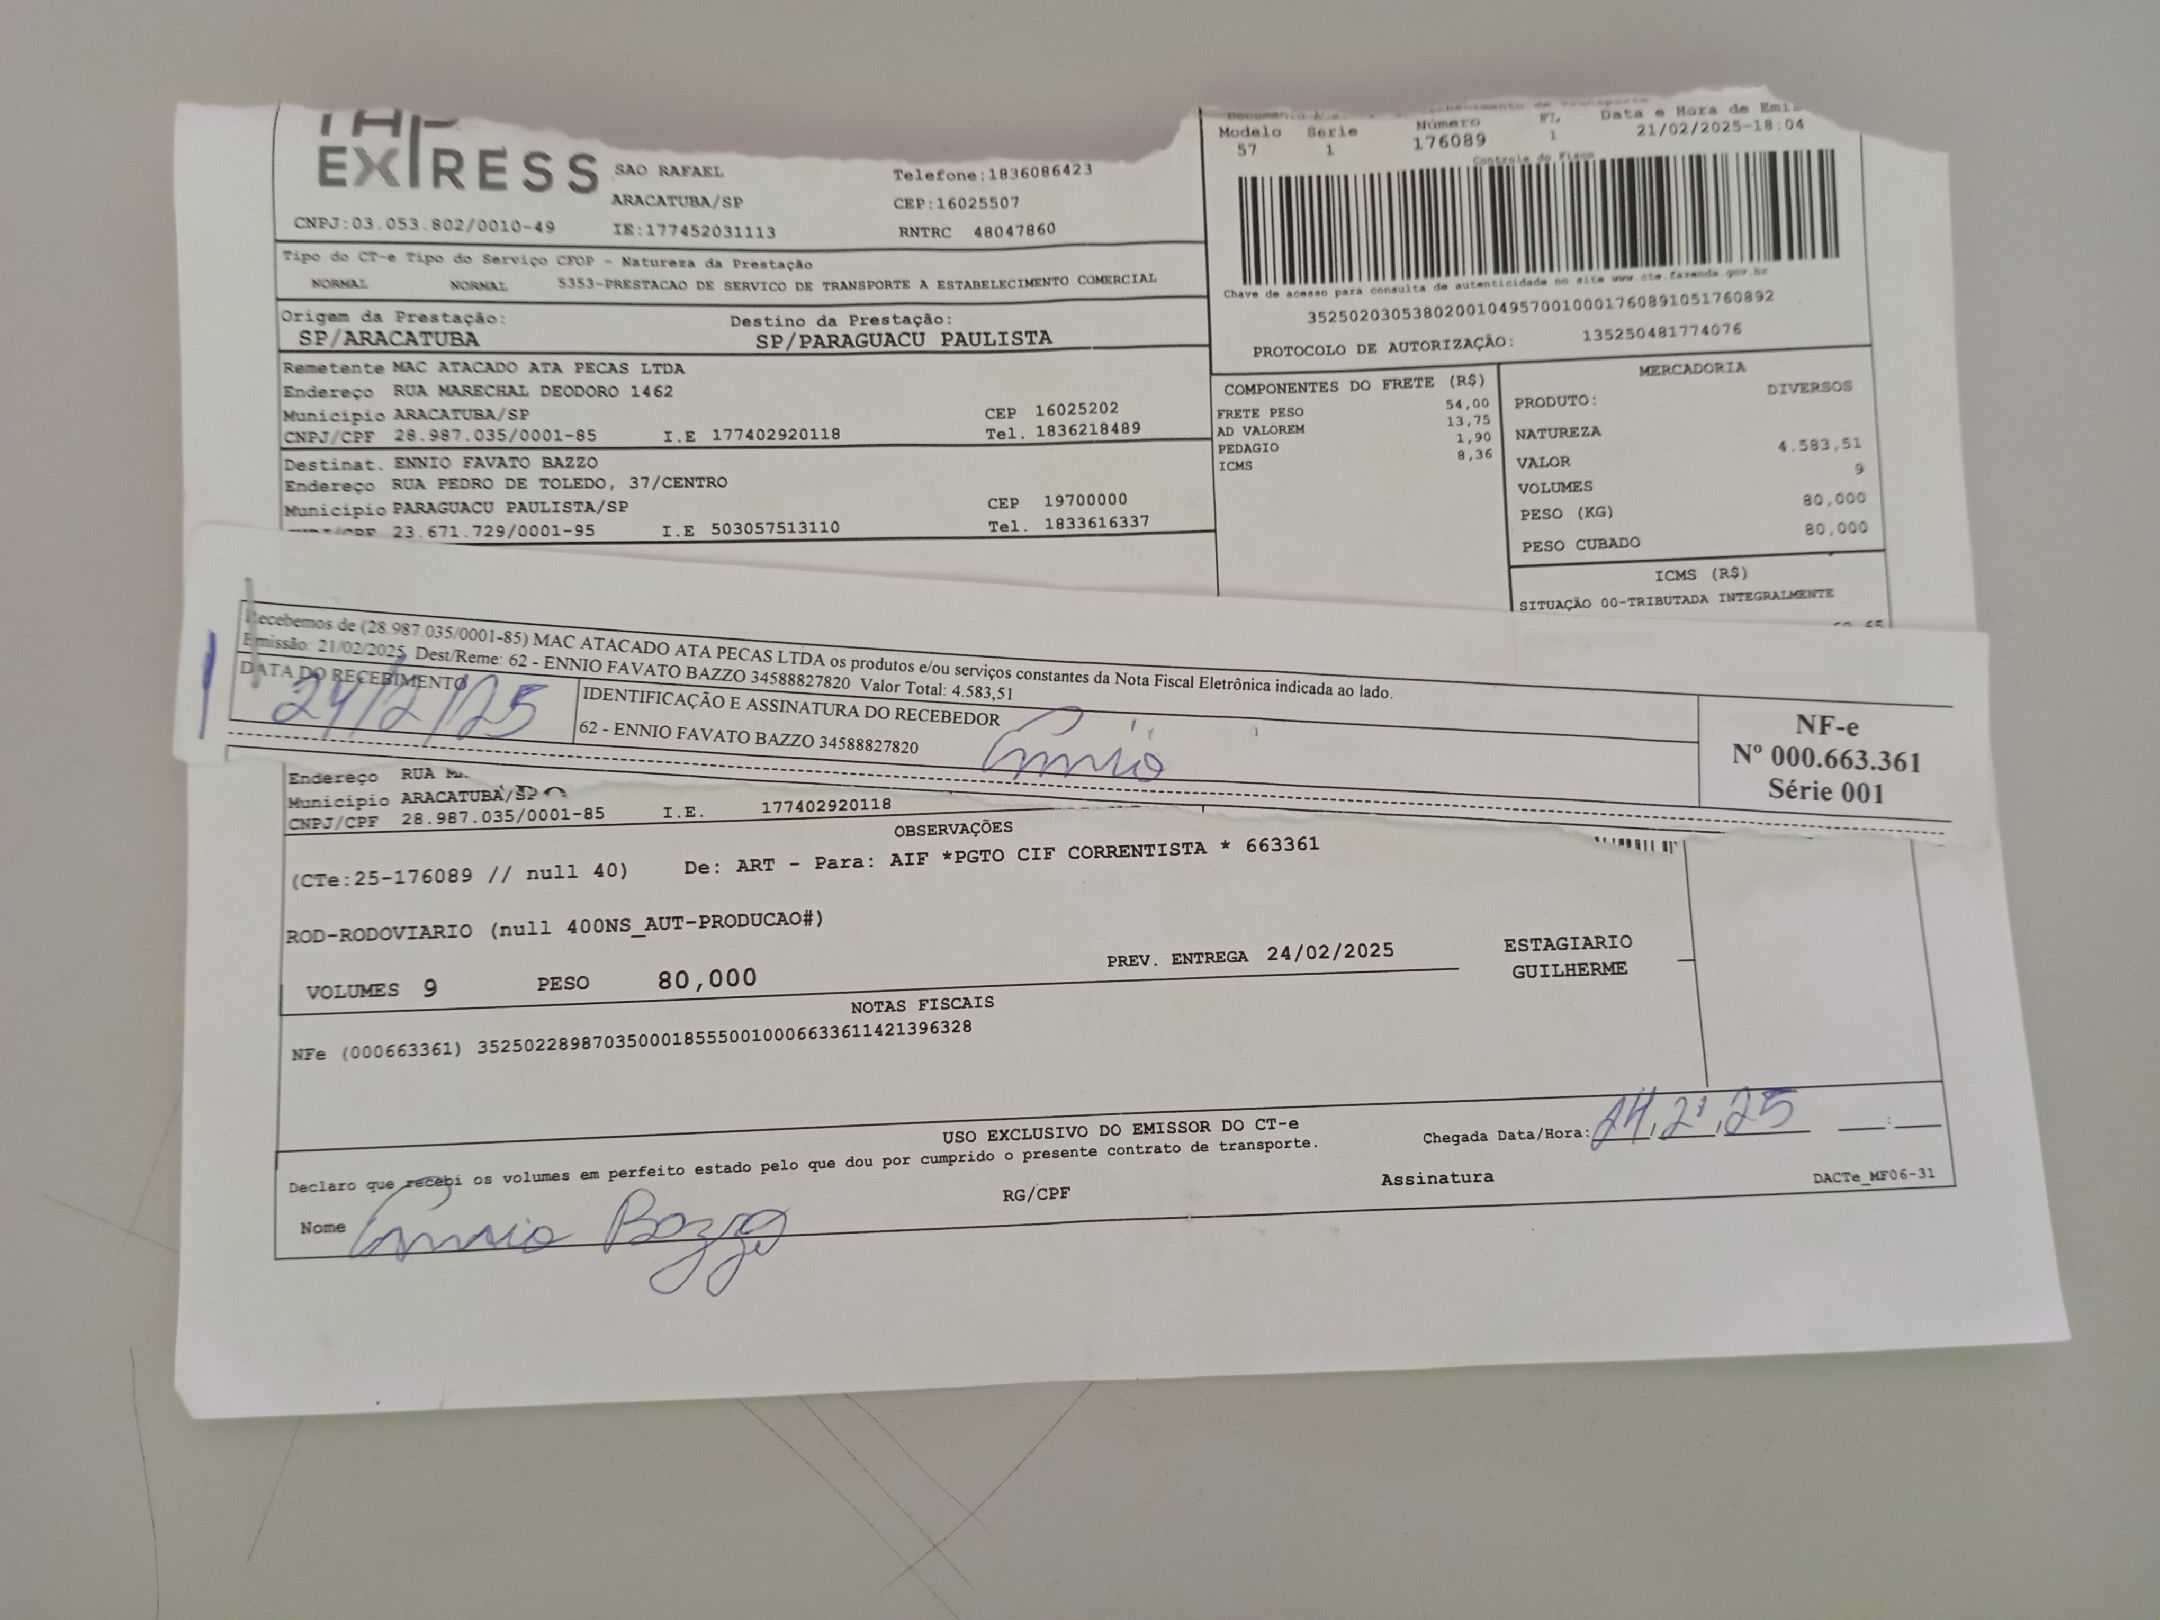 EXPRESS
SAO RAFAEL
Telefone:1836086423
ARACATUBA/SP
CEP:16025507
CNPJ:03.053.802/0010-49
IE:177452031113
RNTRC 48047860
Modelo Serie Número FL Data e Hora de Emi
57 1 176089 1 21/02/2025-18:04
Controle do Fisco
Chave de acesso para consulta de autenticidade no site www.cte.fazenda.gov.br
35250203053802001049570010001760891051760892
PROTOCOLO DE AUTORIZAÇÃO: 135250481774076
Tipo do CT-e Tipo do Serviço CFOP - Natureza da Prestação
NORMAL NORMAL 5353-PRESTACAO DE SERVICO DE TRANSPORTE A ESTABELECIMENTO COMERCIAL
Origem da Prestação: Destino da Prestação:
SP/ARACATUBA SP/PARAGUACU PAULISTA
Remetente MAC ATACADO ATA PECAS LTDA
Endereço RUA MARECHAL DEODORO 1462
Município ARACATUBA/SP CEP 16025202
CNPJ/CPF 28.987.035/0001-85 I.E 177402920118 Tel. 1836218489
Destinat. ENNIO FAVATO BAZZO
Endereço RUA PEDRO DE TOLEDO, 37/CENTRO
Município PARAGUACU PAULISTA/SP CEP 19700000
23.671.729/0001-95 I.E 503057513110 Tel. 1833616337
COMPONENTES DO FRETE (R$)
FRETE PESO 54,00
AD VALOREM 13,75
PEDAGIO 1,90
ICMS 8,36
MERCADORIA
PRODUTO: DIVERSOS
NATUREZA
VALOR 4.583,51
VOLUMES 9
PESO (KG) 80,000
PESO CUBADO 80,000
ICMS (R$)
SITUAÇÃO 00-TRIBUTADA INTEGRALMENTE
Recebemos de (28.987.035/0001-85) MAC ATACADO ATA PECAS LTDA os produtos e/ou serviços constantes da Nota Fiscal Eletrônica indicada ao lado.
Emissão: 21/02/2025 Dest/Reme: 62 - ENNIO FAVATO BAZZO 34588827820 Valor Total: 4.583,51
DATA DO RECEBIMENTO
24/2/25
IDENTIFICAÇÃO E ASSINATURA DO RECEBEDOR
62 - ENNIO FAVATO BAZZO 34588827820
Ennio
NF-e
Nº 000.663.361
Série 001
Endereço RUA
Município ARACATUBA/SP
CNPJ/CPF 28.987.035/0001-85 I.E. 177402920118
OBSERVAÇÕES
(CTe:25-176089 // null 40) De: ART - Para: AIF *PGTO CIF CORRENTISTA * 663361
ROD-RODOVIARIO (null 400NS_AUT-PRODUCAO#)
VOLUMES 9 PESO 80,000 PREV. ENTREGA 24/02/2025
ESTAGIARIO
GUILHERME
NOTAS FISCAIS
NFe (000663361) 35250228987035000185550010006633611421396328
USO EXCLUSIVO DO EMISSOR DO CT-e
Chegada Data/Hora: 24,2,25
Declaro que recebi os volumes em perfeito estado pelo que dou por cumprido o presente contrato de transporte.
Nome Ennio Bazzo RG/CPF Assinatura DACTe_MF06-31